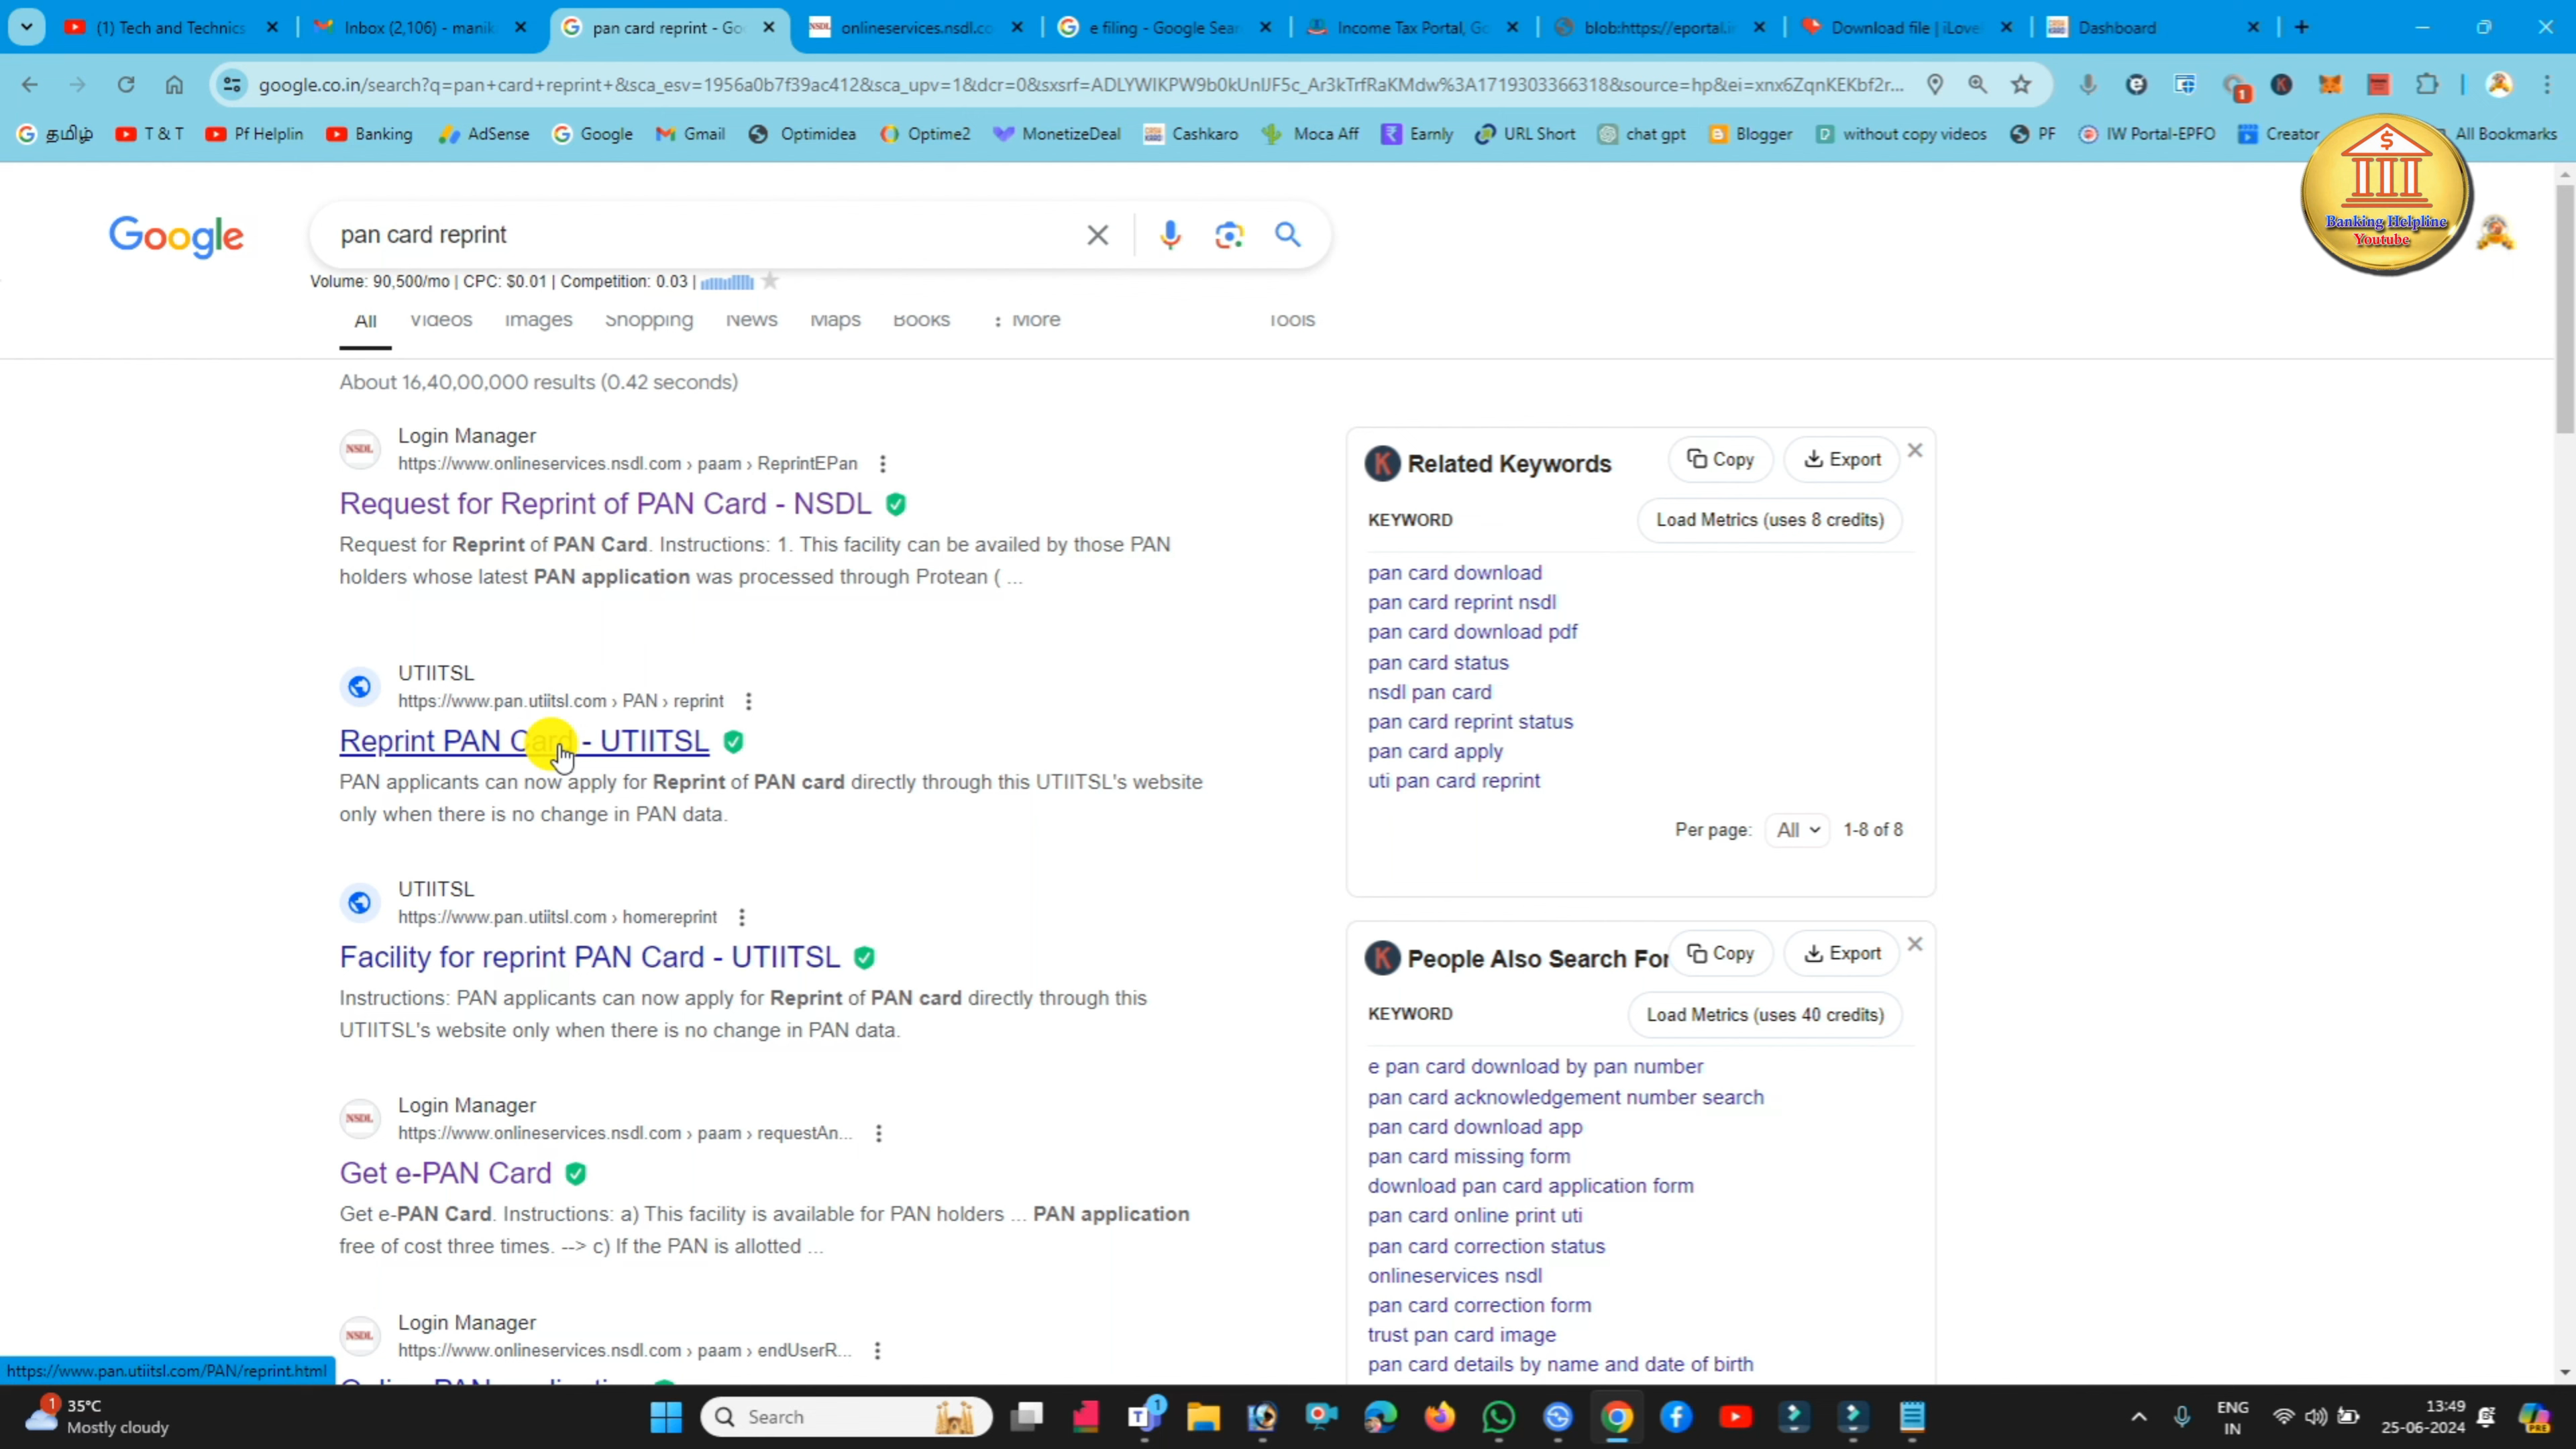 (1) Tech and Technics
Inbox (2,106) - manik
pan card reprint - Go
onlineservices.nsdl.co
e filing - Google Sear
Income Tax Portal, Go
blob:https://eportal.i
Download file | iLove
Dashboard
google.co.in/search?q=pan+card+reprint+&sca_esv=1956a0b7f39ac412&sca_upv=1&dcr=0&sxsrf=ADLYWIKPW9b0kUnIJF5c_Ar3kTrfRaKMdw%3A1719303366318&source=hp&ei=xnx6ZqnKEKbf2r...
1
தமிழ் T & T Pf Helplin Banking AdSense Google Gmail Optimidea Optime2 MonetizeDeal Cashkaro Moca Aff Earnly URL Short chat gpt Blogger without copy videos PF IW Portal-EPFO Creator All Bookmarks
Banking Helpline
Youtube
Google
pan card reprint
Volume: 90,500/mo | CPC: $0.01 | Competition: 0.03 |
All Videos Images Shopping News Maps Books More Tools
About 16,40,00,000 results (0.42 seconds)
NSDL
Login Manager
https://www.onlineservices.nsdl.com › paam › ReprintEPan
Request for Reprint of PAN Card - NSDL
Request for Reprint of PAN Card. Instructions: 1. This facility can be availed by those PAN
holders whose latest PAN application was processed through Protean ( ...
UTIITSL
https://www.pan.utiitsl.com › PAN › reprint
Reprint PAN Card - UTIITSL
PAN applicants can now apply for Reprint of PAN card directly through this UTIITSL's website
only when there is no change in PAN data.
UTIITSL
https://www.pan.utiitsl.com › homereprint
Facility for reprint PAN Card - UTIITSL
Instructions: PAN applicants can now apply for Reprint of PAN card directly through this
UTIITSL's website only when there is no change in PAN data.
NSDL
Login Manager
https://www.onlineservices.nsdl.com › paam › requestAn...
Get e-PAN Card
Get e-PAN Card. Instructions: a) This facility is available for PAN holders ... PAN application
free of cost three times. --> c) If the PAN is allotted ...
NSDL
Login Manager
https://www.onlineservices.nsdl.com › paam › endUserR...
K Related Keywords Copy Export
KEYWORD Load Metrics (uses 8 credits)
pan card download
pan card reprint nsdl
pan card download pdf
pan card status
nsdl pan card
pan card reprint status
pan card apply
uti pan card reprint
Per page: All 1-8 of 8
K People Also Search For Copy Export
KEYWORD Load Metrics (uses 40 credits)
e pan card download by pan number
pan card acknowledgement number search
pan card download app
pan card missing form
download pan card application form
pan card online print uti
pan card correction status
onlineservices nsdl
pan card correction form
trust pan card image
pan card details by name and date of birth
https://www.pan.utiitsl.com/PAN/reprint.html
1
35°C
Mostly cloudy
Search
1
ENG
IN
13:49
25-06-2024
PRE